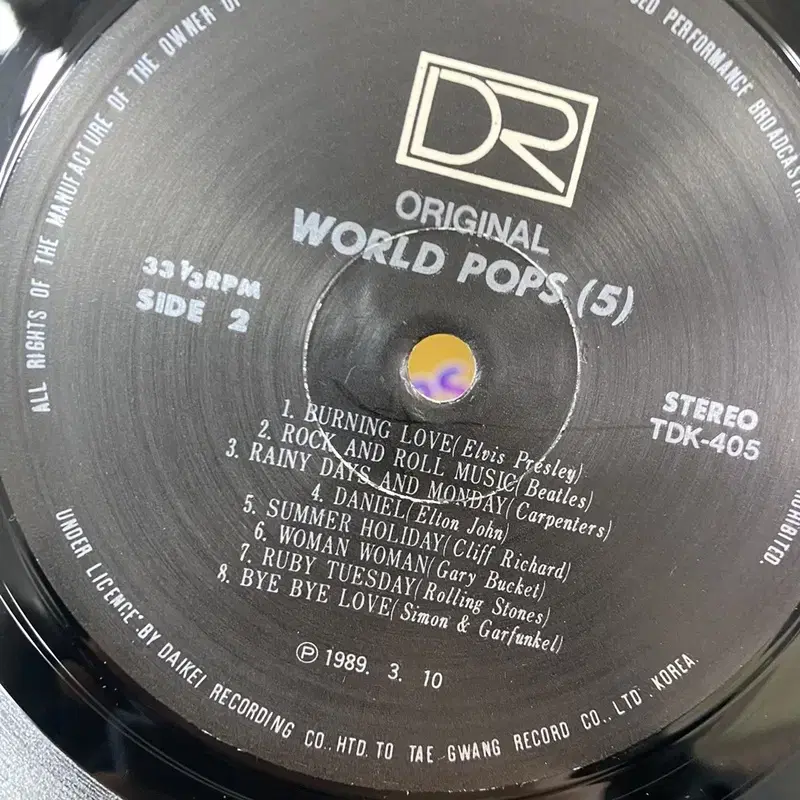 DR
ORIGINAL
WORLD POPS (5)
33 ⅓RPM
SIDE 2
STEREO
TDK-405
1. BURNING LOVE(Elvis Presley)
2. ROCK AND ROLL MUSIC(Beatles)
3. RAINY DAYS AND MONDAY(Carpenters)
4. DANIEL(Elton John)
5. SUMMER HOLIDAY(Cliff Richard)
6. WOMAN WOMAN(Gary Bucket)
7. RUBY TUESDAY(Rolling Stones)
8. BYE BYE LOVE(Simon & Garfunkel)
Ⓟ 1989. 3. 10
ALL RIGHTS OF THE MANUFACTURE OF THE OWNER OF
PERFORMANCE
UNDER LICENCE BY DAIKEI RECORDING CO., HTD. TO TAE GWANG RECORD CO., LTD. KOREA.